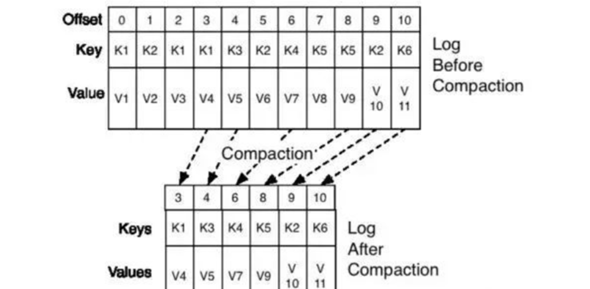 Offset 0 1 2 3 4 5 6 7 8 9 10
Key K1 K2 K1 K1 K3 K2 K4 K5 K5 K2 K6
Value V1 V2 V3 V4 V5 V6 V7 V8 V9 V 10 V 11
Log
Before
Compaction
Compaction
3 4 6 8 9 10
Keys K1 K3 K4 K5 K2 K6
Values V4 V5 V7 V9 V 10 V 11
Log
After
Compaction